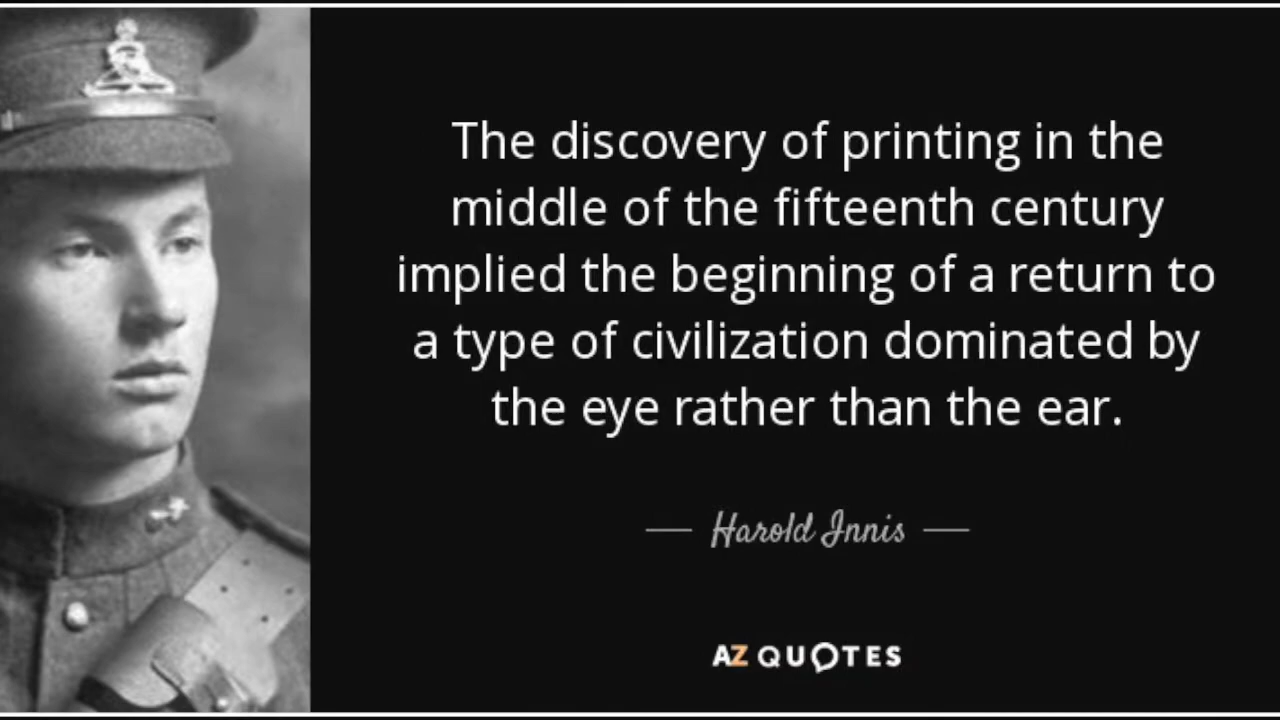 The discovery of printing in the
middle of the fifteenth century
implied the beginning of a return to
a type of civilization dominated by
the eye rather than the ear.
Harold Innis
AZ QUOTES